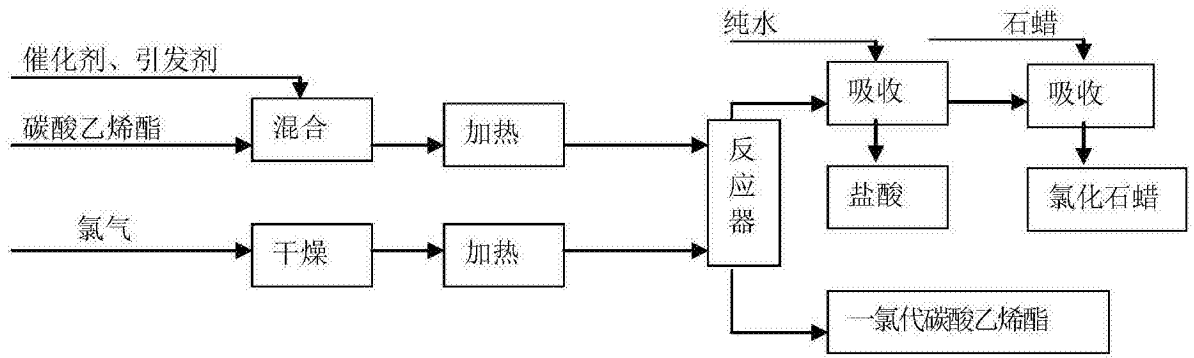 纯水
石蜡
催化剂、引发剂
吸收
吸收
碳酸乙烯酯
混合
加热
反应器
盐酸
氯化石蜡
氯气
干燥
加热
一氯代碳酸乙烯酯